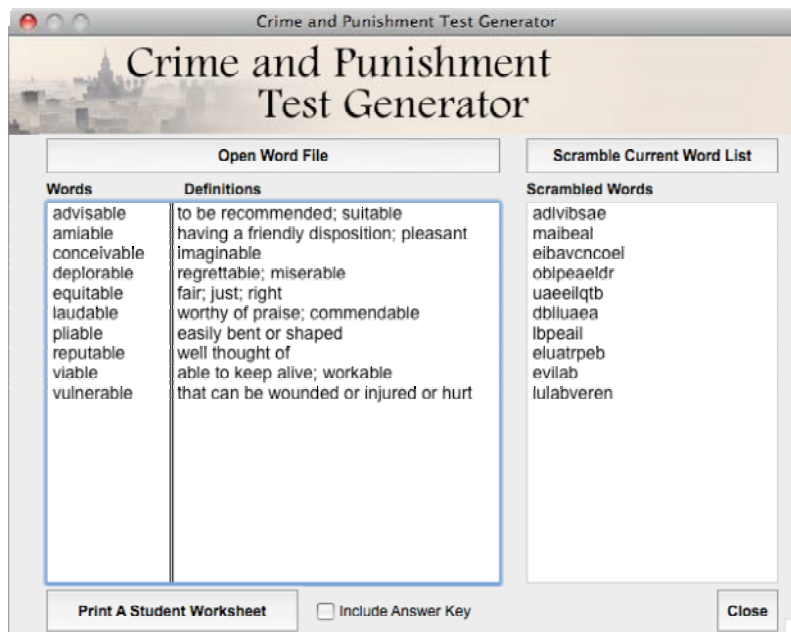 Crime and Punishment Test Generator
Crime and Punishment
Test Generator
Open Word File
Scramble Current Word List
Words Definitions Scrambled Words
advisable to be recommended; suitable adlvibsae
amiable having a friendly disposition; pleasant maibeal
conceivable imaginable eibavcncoel
deplorable regrettable; miserable oblpeaeldr
equitable fair; just; right uaeeilqtb
laudable worthy of praise; commendable dblluaea
pliable easily bent or shaped lbpeail
reputable well thought of eluatrpeb
viable able to keep alive; workable evilab
vulnerable that can be wounded or injured or hurt lulabveren
Print A Student Worksheet Include Answer Key Close